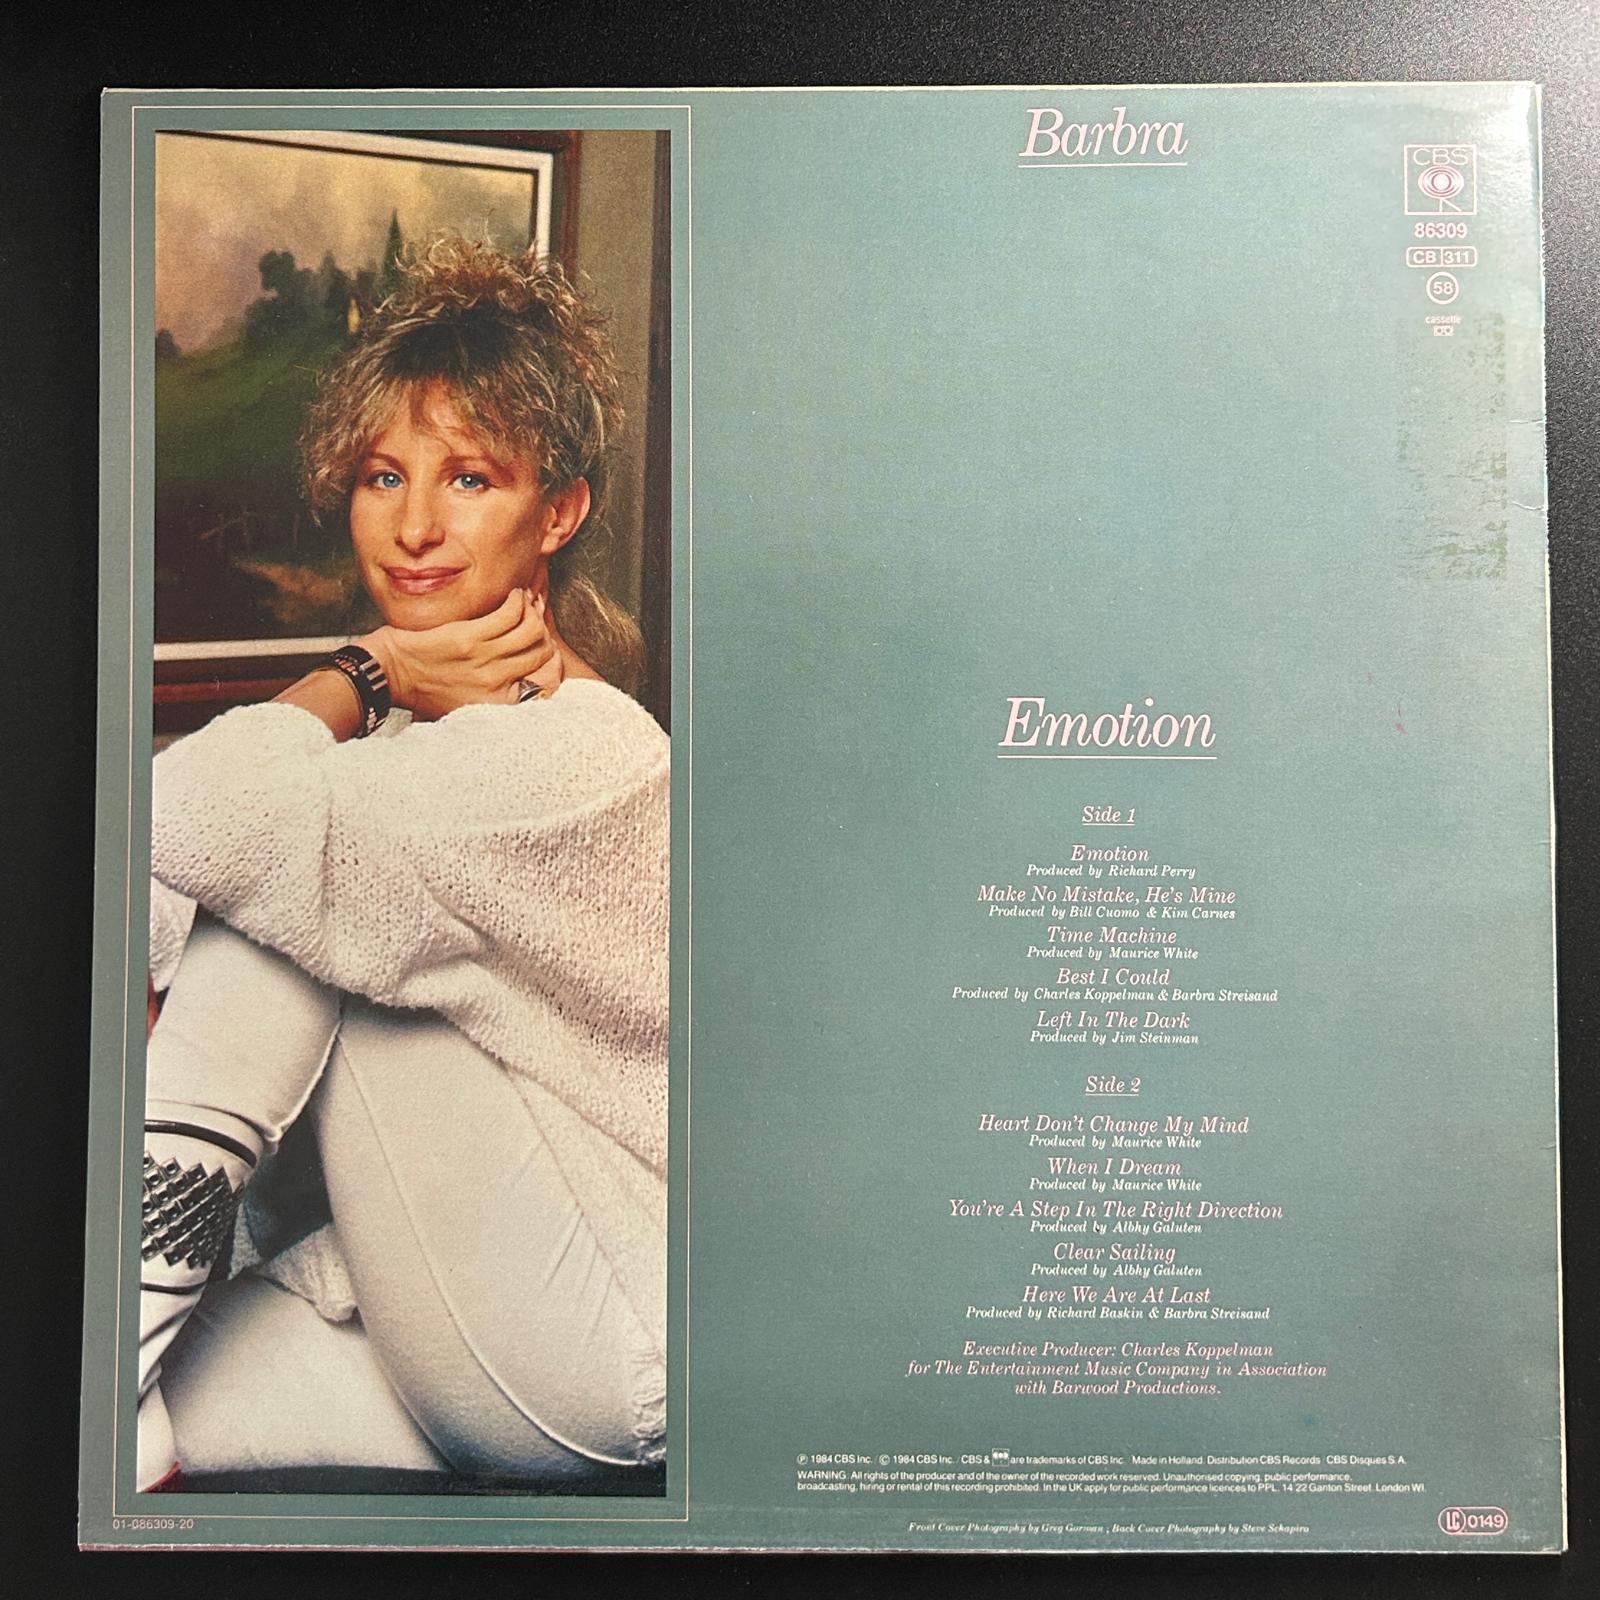 Barbra
CBS
86309
CB 311
58
cassette
Emotion
Side 1
Emotion
Produced by Richard Perry
Make No Mistake, He's Mine
Produced by Bill Cuomo & Kim Carnes
Time Machine
Produced by Maurice White
Best I Could
Produced by Charles Koppelman & Barbra Streisand
Left In The Dark
Produced by Jim Steinman
Side 2
Heart Don't Change My Mind
Produced by Maurice White
When I Dream
Produced by Maurice White
You're A Step In The Right Direction
Produced by Albhy Galuten
Clear Sailing
Produced by Albhy Galuten
Here We Are At Last
Produced by Richard Baskin & Barbra Streisand
Executive Producer: Charles Koppelman
for The Entertainment Music Company in Association
with Barwood Productions.
℗ 1984 CBS Inc. / © 1984 CBS Inc. / CBS & CBS are trademarks of CBS Inc. / Made in Holland. Distribution CBS Records / CBS Disques S.A.
WARNING: All rights of the producer and of the owner of the recorded work reserved. Unauthorised copying, public performance,
broadcasting, hiring or rental of this recording prohibited. In the UK apply for public performance licences to PPL, 14 22 Ganton Street, London WI.
Front Cover Photography by Greg Gorman ; Back Cover Photography by Steve Schapiro
LC 0149
01-086309-20